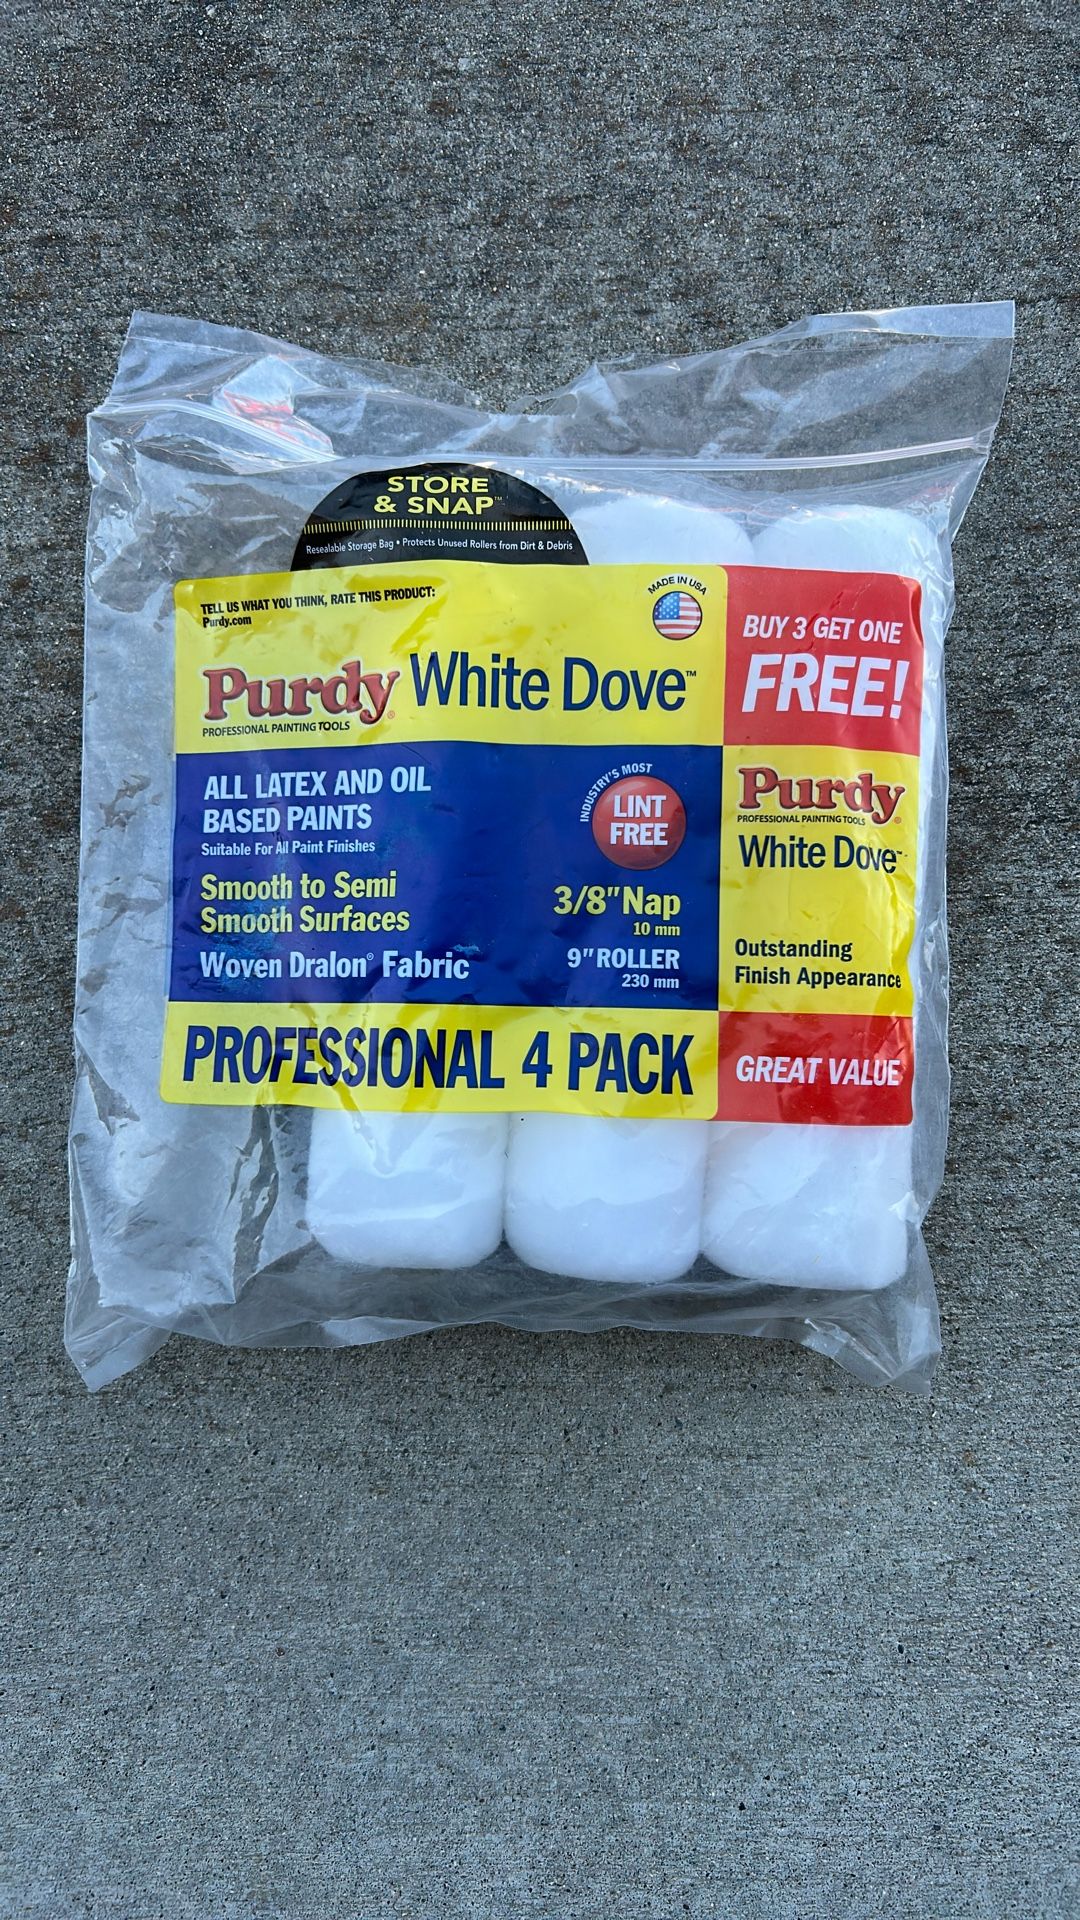 STORE
& SNAP™
Resealable Storage Bag • Protects Unused Rollers from Dirt & Debris
TELL US WHAT YOU THINK, RATE THIS PRODUCT:
Purdy.com
MADE IN USA
Purdy® White Dove™
PROFESSIONAL PAINTING TOOLS
ALL LATEX AND OIL
BASED PAINTS
Suitable For All Paint Finishes
Smooth to Semi
Smooth Surfaces
Woven Dralon® Fabric
INDUSTRY'S MOST
LINT
FREE
3/8" Nap
10 mm
9" ROLLER
230 mm
PROFESSIONAL 4 PACK
BUY 3 GET ONE
FREE!
Purdy®
PROFESSIONAL PAINTING TOOLS
White Dove™
Outstanding
Finish Appearance
GREAT VALUE